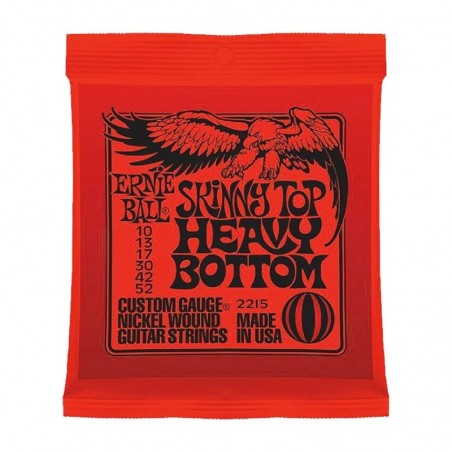 ERNIE
BALL®
SKINNY TOP
HEAVY
BOTTOM
10
13
17
30
42
52
CUSTOM GAUGE®
NICKEL WOUND
GUITAR STRINGS
2215
MADE
IN USA